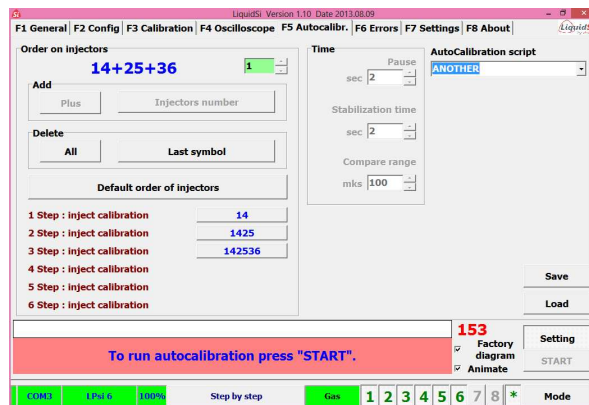 LiquidSi Version 1.10 Date 2013.08.09
F1 General F2 Config F3 Calibration F4 Oscilloscope F5 Autocalibr. F6 Errors F7 Settings F8 About
Order on injectors
14+25+36
1
Add
Plus
Injectors number
Delete
All
Last symbol
Default order of injectors
1 Step : inject calibration 14
2 Step : inject calibration 1425
3 Step : inject calibration 142536
4 Step : inject calibration
5 Step : inject calibration
6 Step : inject calibration
Time
Pause
sec 2
Stabilization time
sec 2
Compare range
mks 100
AutoCalibration script
ANOTHER
Save
Load
To run autocalibration press "START".
153
Factory
diagram
Animate
Setting
START
COM3 LPsi 6 100% Step by step Gas 1 2 3 4 5 6 7 8 * Mode